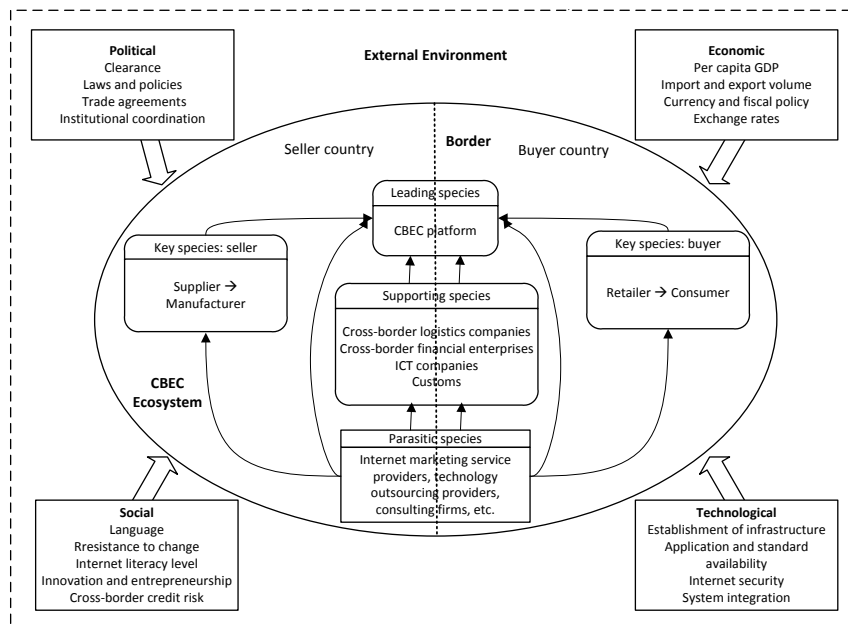 Political
Clearance
Laws and policies
Trade agreements
Institutional coordination
External Environment
Economic
Per capita GDP
Import and export volume
Currency and fiscal policy
Exchange rates
Seller country
Border
Buyer country
Leading species
CBEC platform
Key species: seller
Supplier →
Manufacturer
Key species: buyer
Retailer → Consumer
Supporting species
Cross-border logistics companies
Cross-border financial enterprises
ICT companies
Customs
CBEC
Ecosystem
Parasitic species
Internet marketing service
providers, technology
outsourcing providers,
consulting firms, etc.
Social
Language
Rresistance to change
Internet literacy level
Innovation and entrepreneurship
Cross-border credit risk
Technological
Establishment of infrastructure
Application and standard
availability
Internet security
System integration